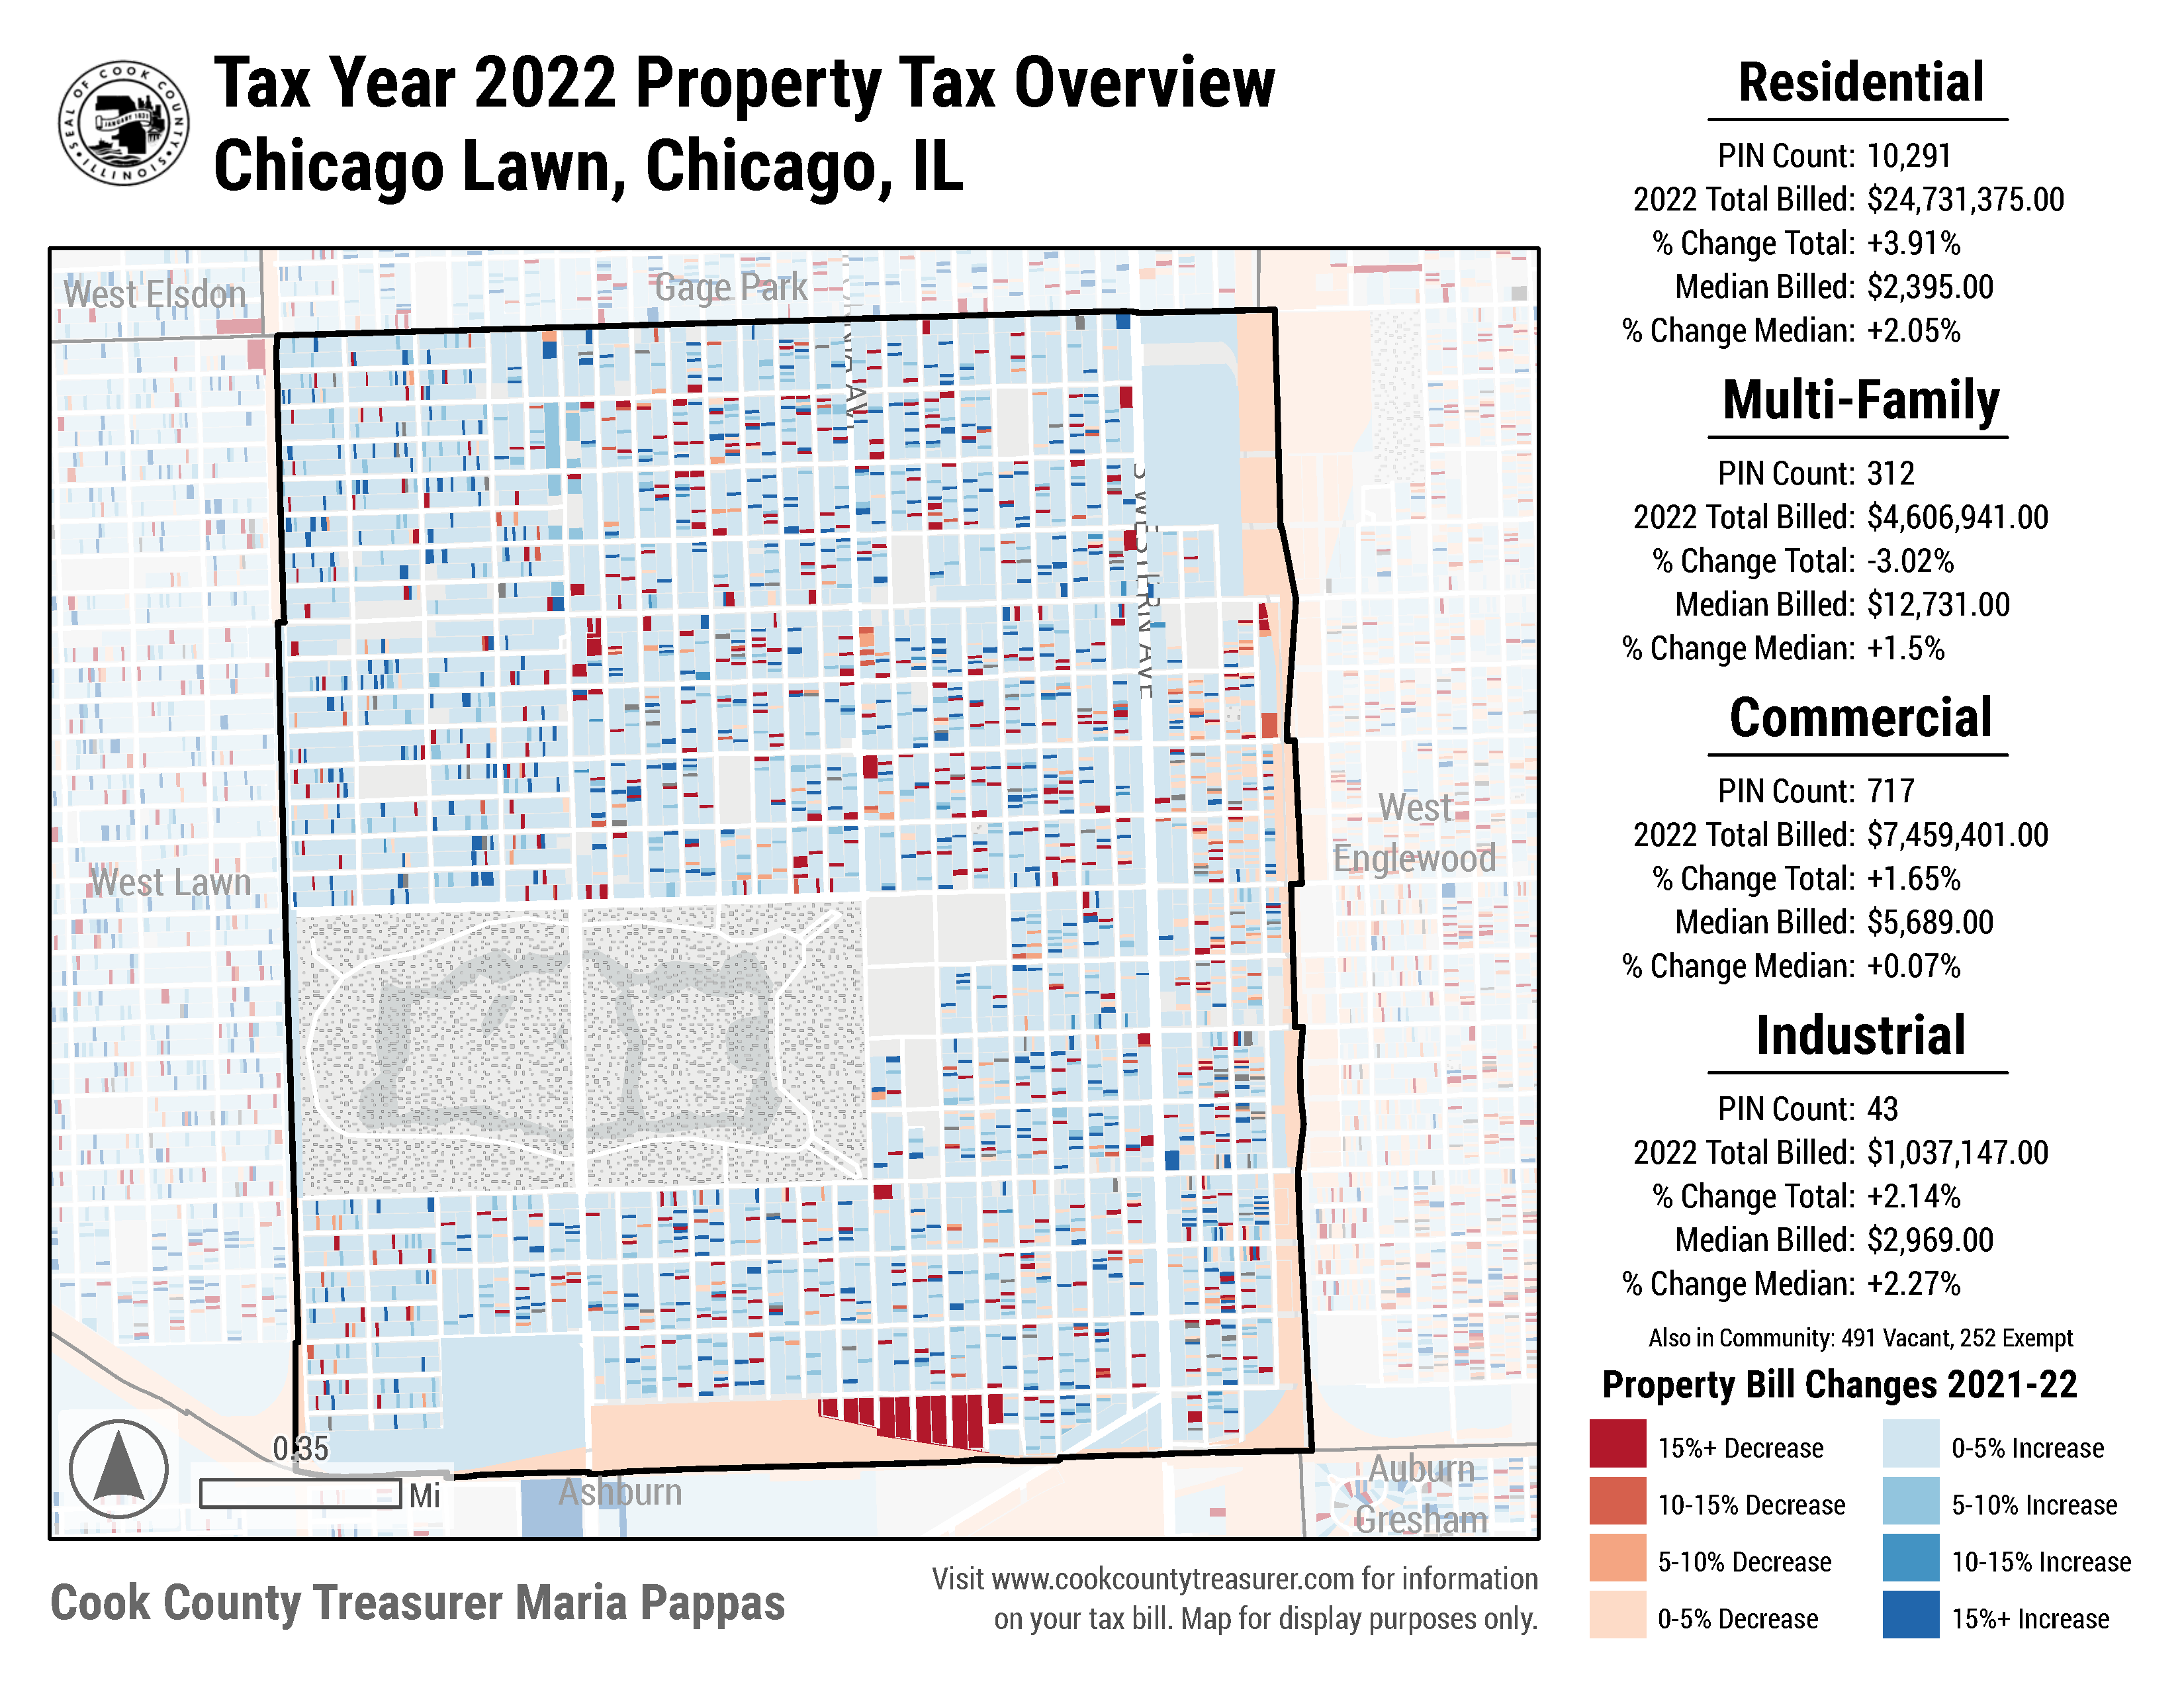 SEAL OF COOK COUNTY
JANUARY 1831
ILLINOIS
Tax Year 2022 Property Tax Overview
Chicago Lawn, Chicago, IL
West Elsdon
Gage Park
S WESTERN AVE
West Lawn
West
Englewood
Ashburn
Auburn
Gresham
0.35
Mi
Cook County Treasurer Maria Pappas
Visit www.cookcountytreasurer.com for information
on your tax bill. Map for display purposes only.
Residential
PIN Count: 10,291
2022 Total Billed: $24,731,375.00
% Change Total: +3.91%
Median Billed: $2,395.00
% Change Median: +2.05%
Multi-Family
PIN Count: 312
2022 Total Billed: $4,606,941.00
% Change Total: -3.02%
Median Billed: $12,731.00
% Change Median: +1.5%
Commercial
PIN Count: 717
2022 Total Billed: $7,459,401.00
% Change Total: +1.65%
Median Billed: $5,689.00
% Change Median: +0.07%
Industrial
PIN Count: 43
2022 Total Billed: $1,037,147.00
% Change Total: +2.14%
Median Billed: $2,969.00
% Change Median: +2.27%
Also in Community: 491 Vacant, 252 Exempt
Property Bill Changes 2021-22
15%+ Decrease
10-15% Decrease
5-10% Decrease
0-5% Decrease
0-5% Increase
5-10% Increase
10-15% Increase
15%+ Increase